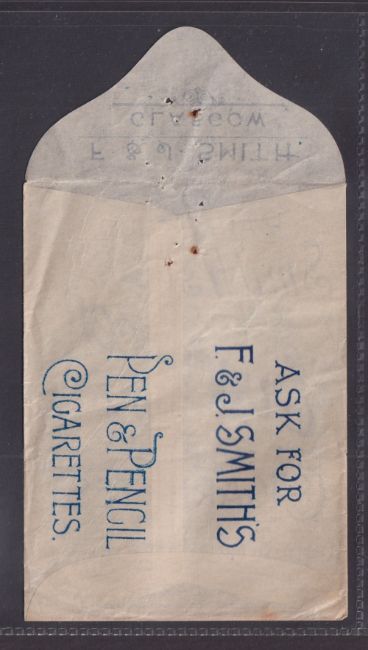 F. & J. SMITH.
GLASGOW
ASK FOR
F. & J. SMITH'S
PEN & PENCIL
CIGARETTES.